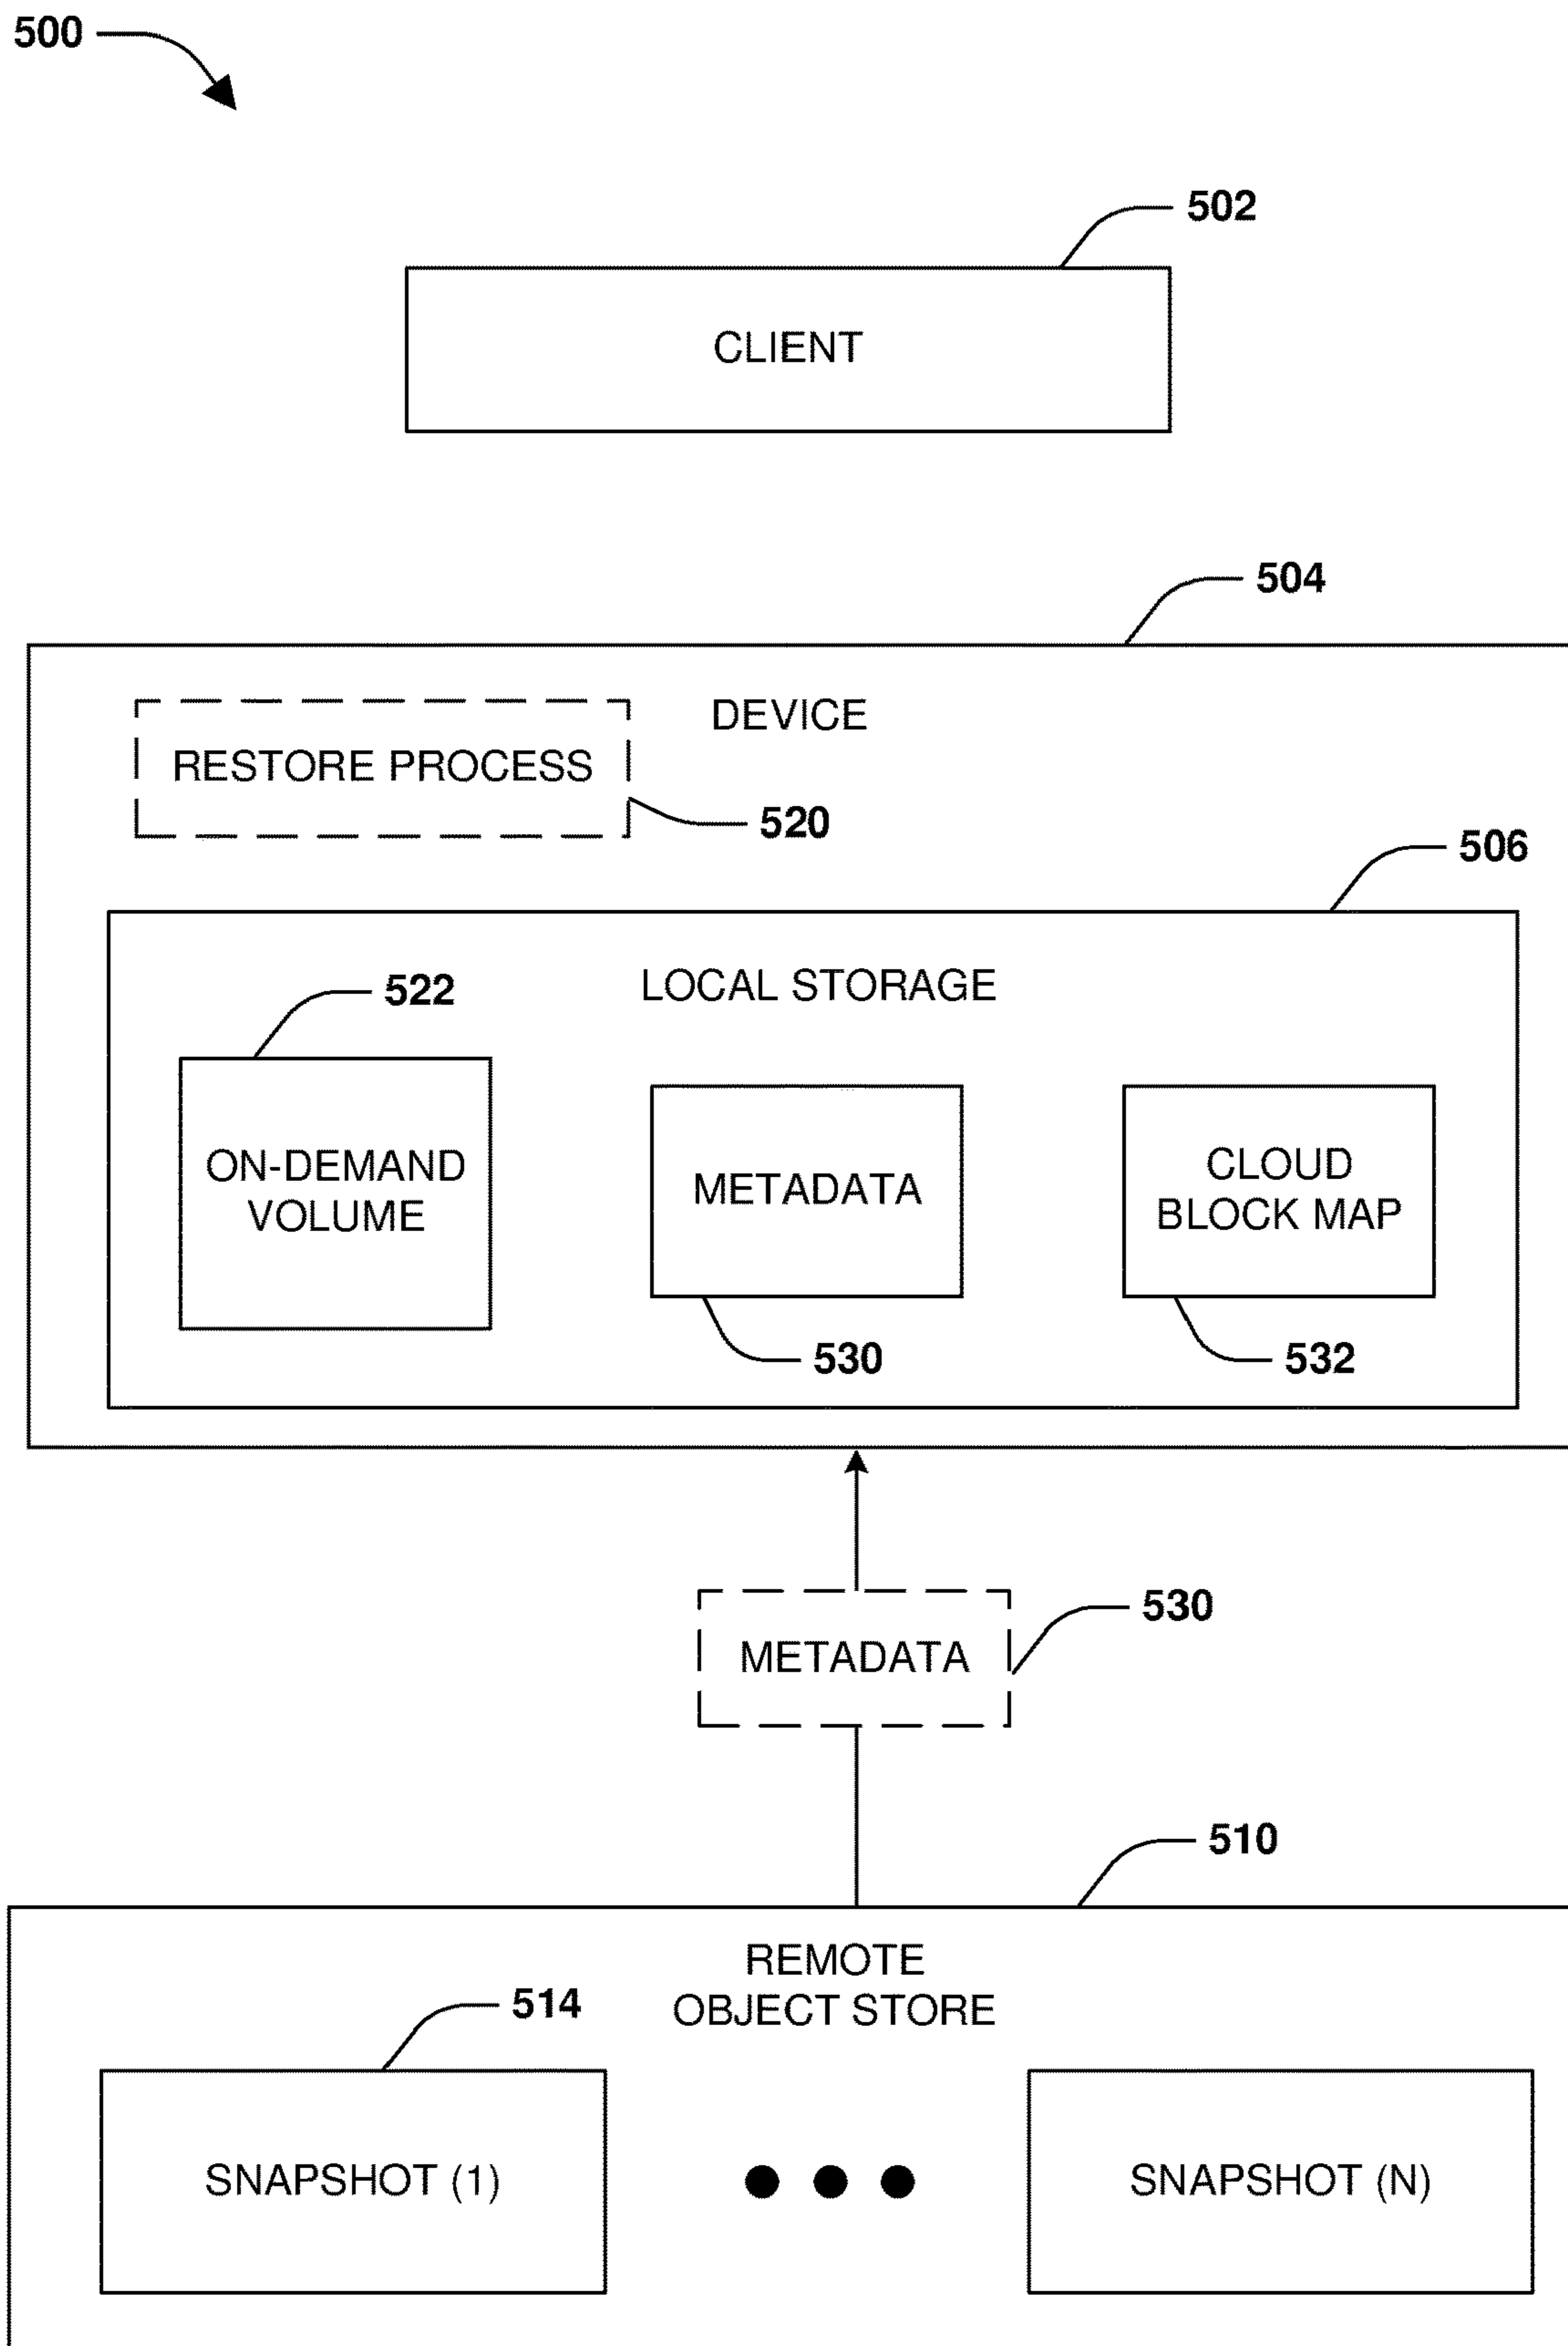 500
502
CLIENT
504
DEVICE
RESTORE PROCESS
520
506
522
LOCAL STORAGE
ON-DEMAND
VOLUME
METADATA
CLOUD
BLOCK MAP
530
532
530
METADATA
510
REMOTE
OBJECT STORE
514
SNAPSHOT (1)
SNAPSHOT (N)